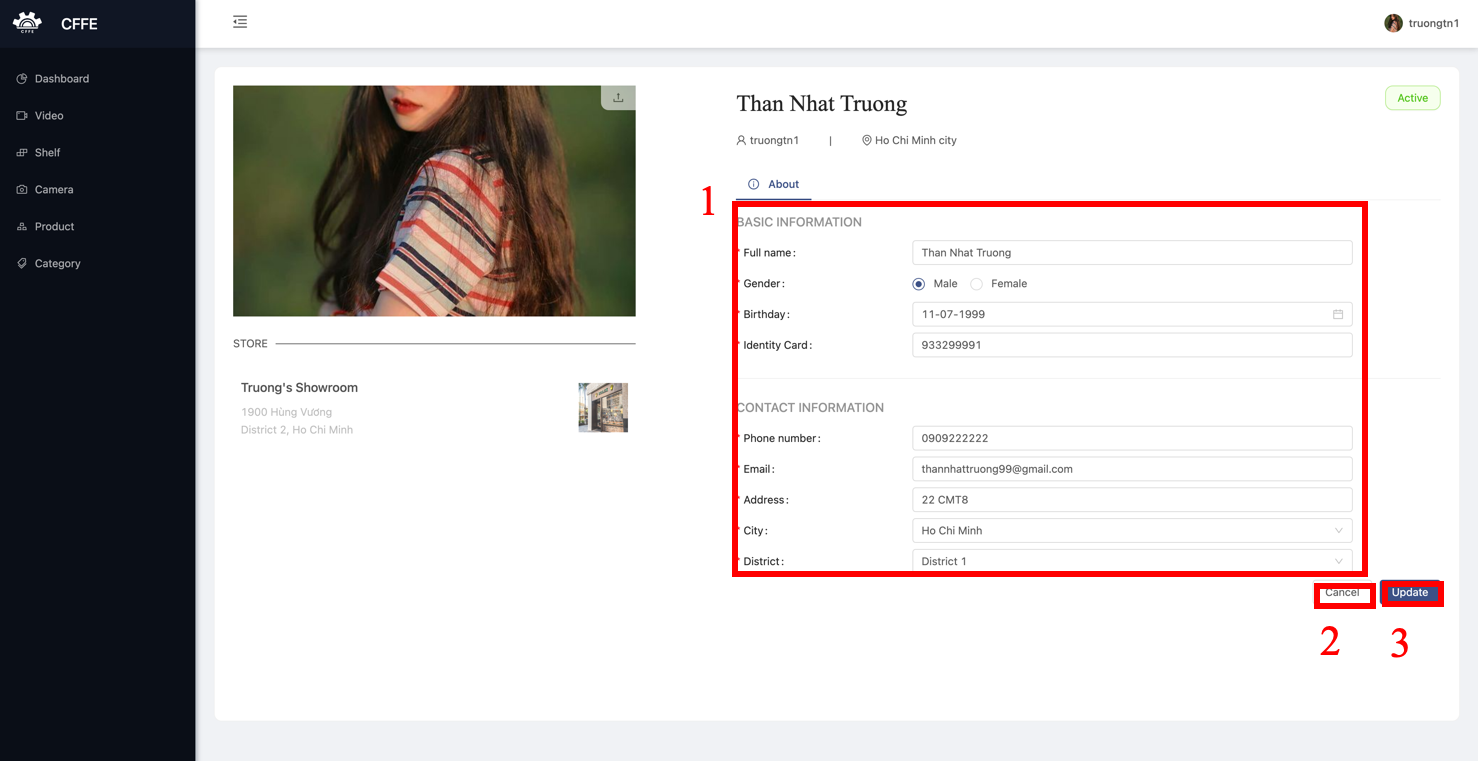 CFFE
CFFE
truongtn1
Dashboard
Video
Shelf
Camera
Product
Category
STORE
Truong's Showroom
1900 Hùng Vương
District 2, Ho Chi Minh
Than Nhat Truong
Active
truongtn1 | Ho Chi Minh city
About
1
BASIC INFORMATION
* Full name: Than Nhat Truong
* Gender: Male Female
* Birthday: 11-07-1999
* Identity Card: 933299991
CONTACT INFORMATION
* Phone number: 0909222222
* Email: thannhattruong99@gmail.com
* Address: 22 CMT8
* City: Ho Chi Minh
* District: District 1
Cancel Update
2 3